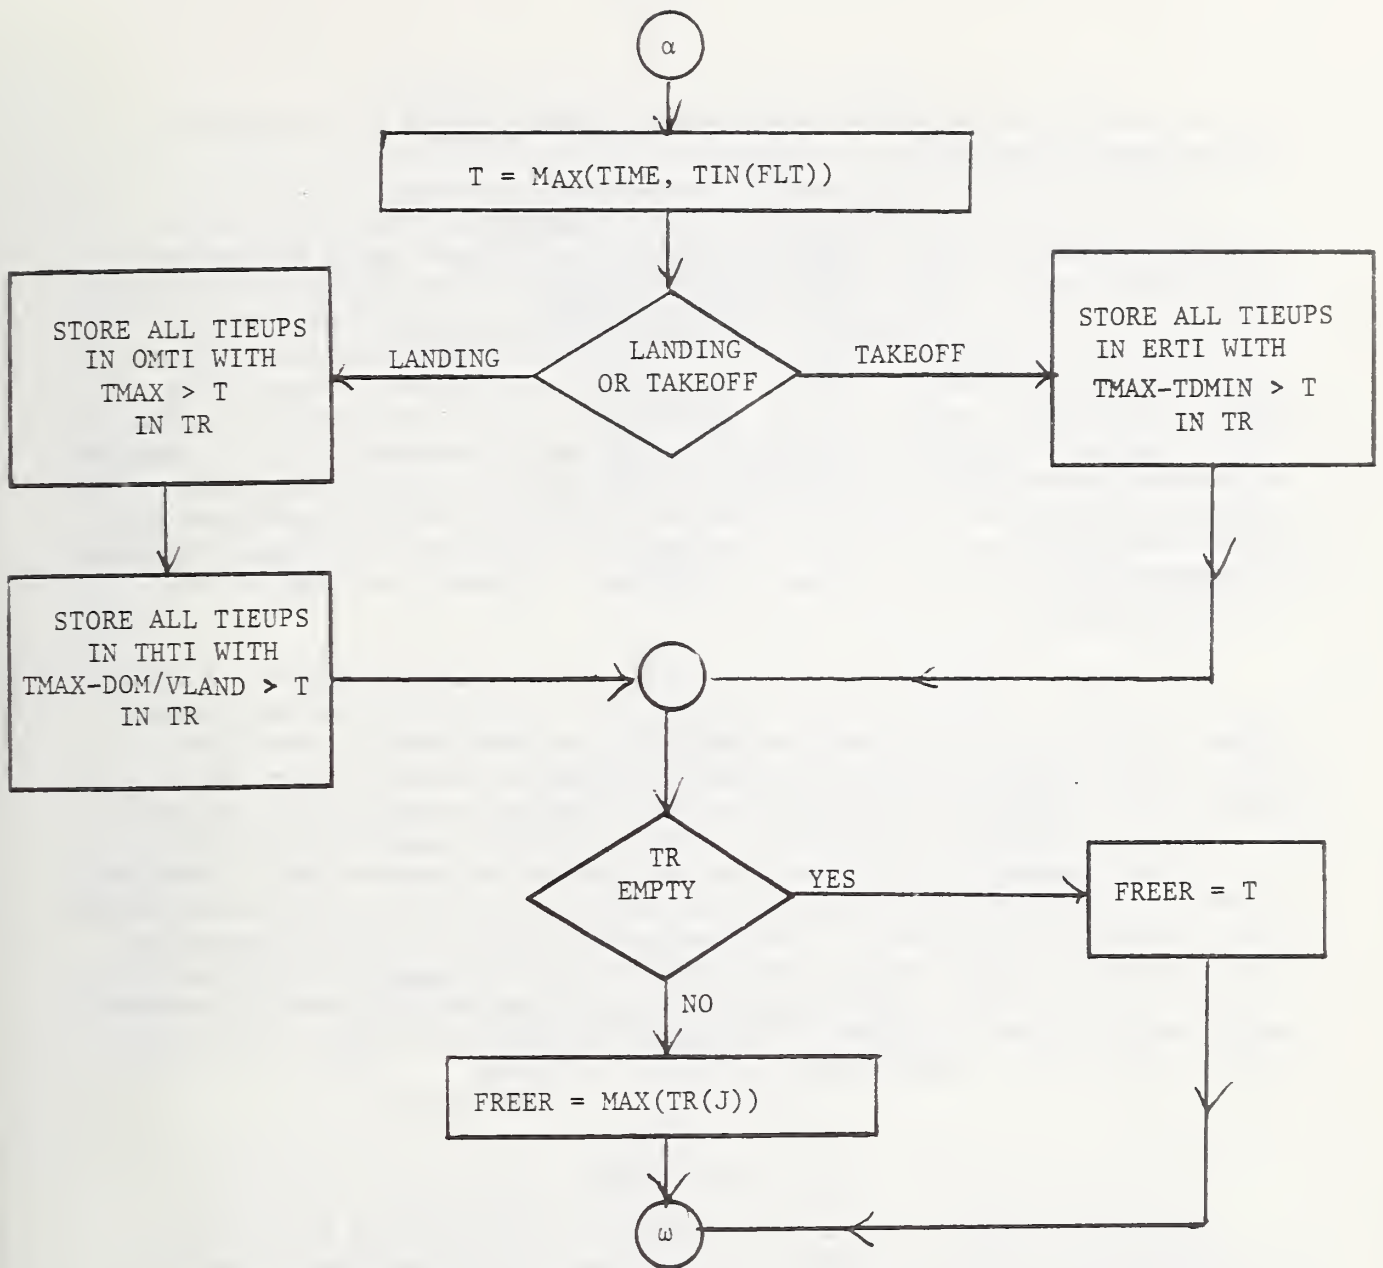 α
T = MAX(TIME, TIN(FLT))
STORE ALL TIEUPS
IN OMTI WITH
TMAX > T
IN TR
LANDING
LANDING
OR TAKEOFF
TAKEOFF
STORE ALL TIEUPS
IN ERTI WITH
TMAX-TDMIN > T
IN TR
STORE ALL TIEUPS
IN THTI WITH
TMAX-DOM/VLAND > T
IN TR
TR
EMPTY
YES
FREER = T
NO
FREER = MAX(TR(J))
ω